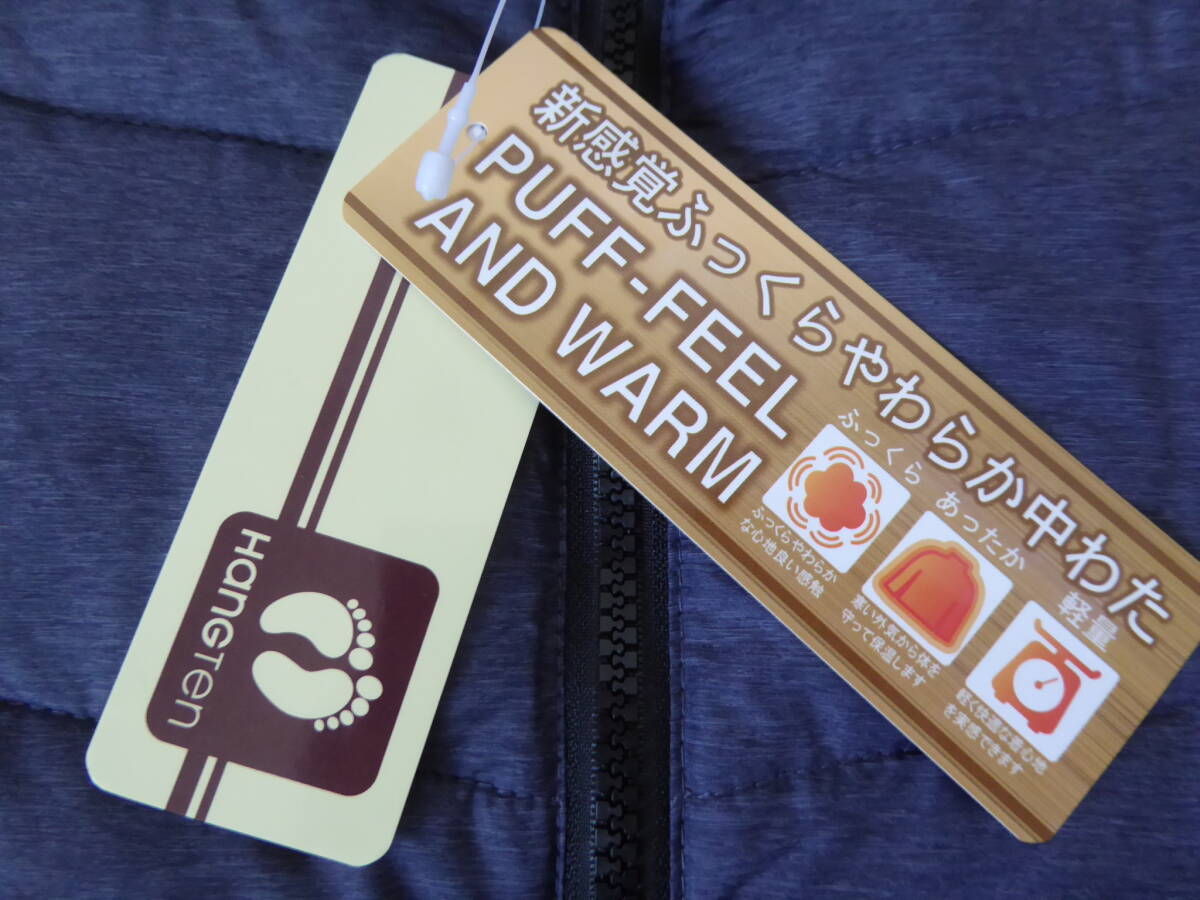 新感覚ふっくらやわらか中わた
PUFF-FEEL
AND WARM
ふっくら
ふっくらやわらか
な心地良い感触
あったか
寒い外気から体を
守って保温します
軽量
軽く快適な着心地
を実感できます
HanGTen